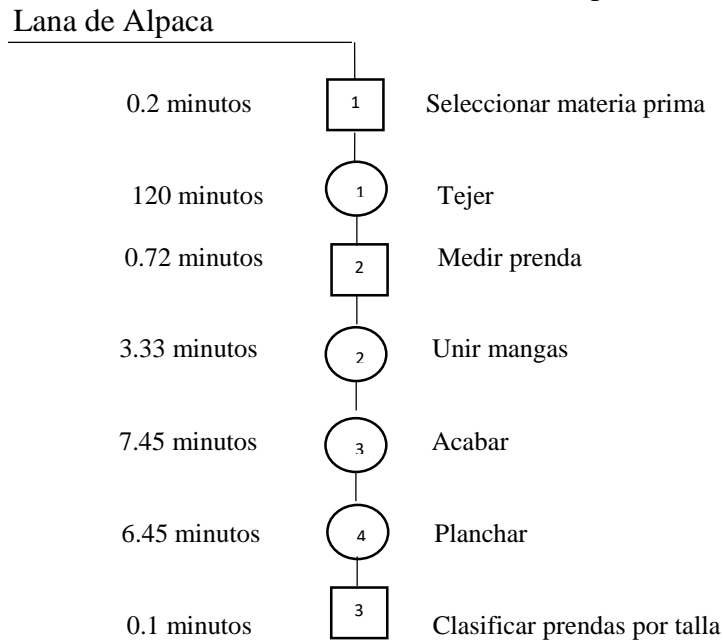 Lana de Alpaca
0.2 minutos 1 Seleccionar materia prima
120 minutos 1 Tejer
0.72 minutos 2 Medir prenda
3.33 minutos 2 Unir mangas
7.45 minutos 3 Acabar
6.45 minutos 4 Planchar
0.1 minutos 3 Clasificar prendas por talla